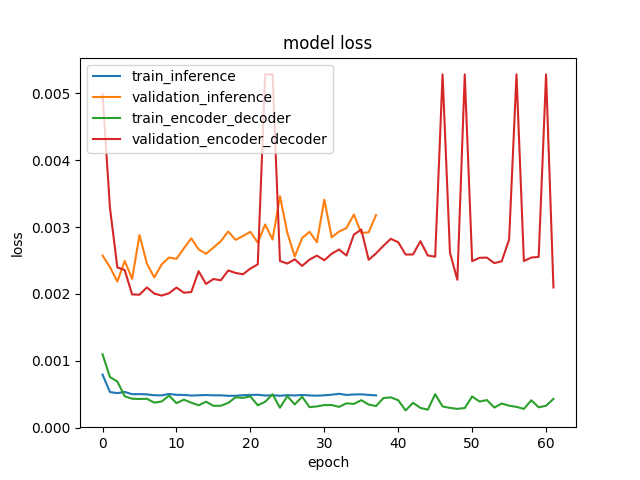 model loss
train_inference
validation_inference
train_encoder_decoder
validation_encoder_decoder
loss
0.005
0.004
0.003
0.002
0.001
0.000
0 10 20 30 40 50 60
epoch